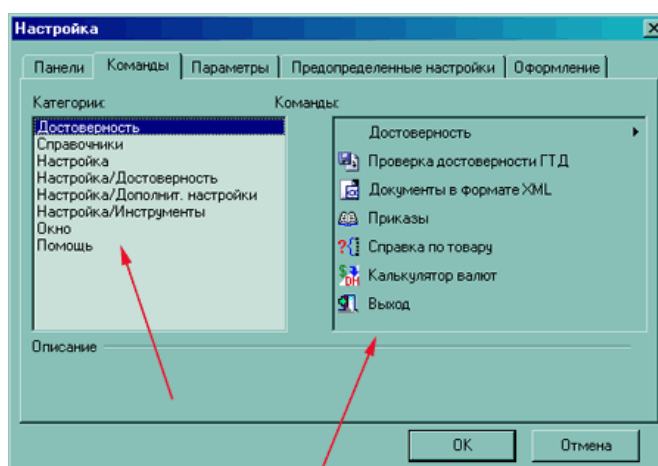 Настройка
Панели Команды Параметры Предопределенные настройки Оформление
Категории: Команды:
Достоверность
Справочники
Настройка
Настройка/Достоверность
Настройка/Дополнит. настройки
Настройка/Инструменты
Окно
Помощь
Достоверность
Проверка достоверности ГТД
Документы в формате XML
Приказы
Справка по товару
Калькулятор валют
Выход
Описание
OK Отмена